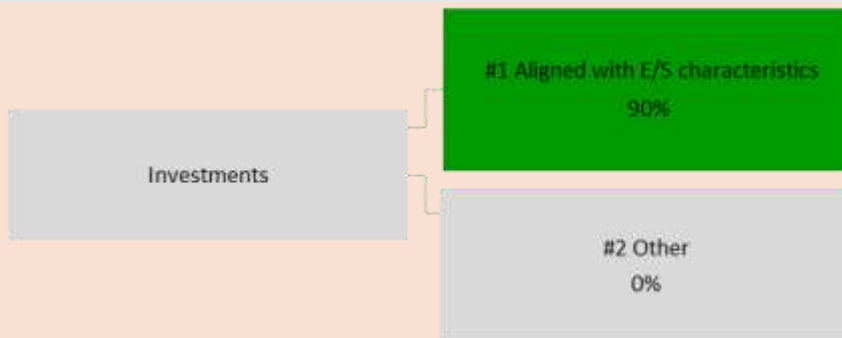 #1 Aligned with E/S characteristics
90%
Investments
#2 Other
0%